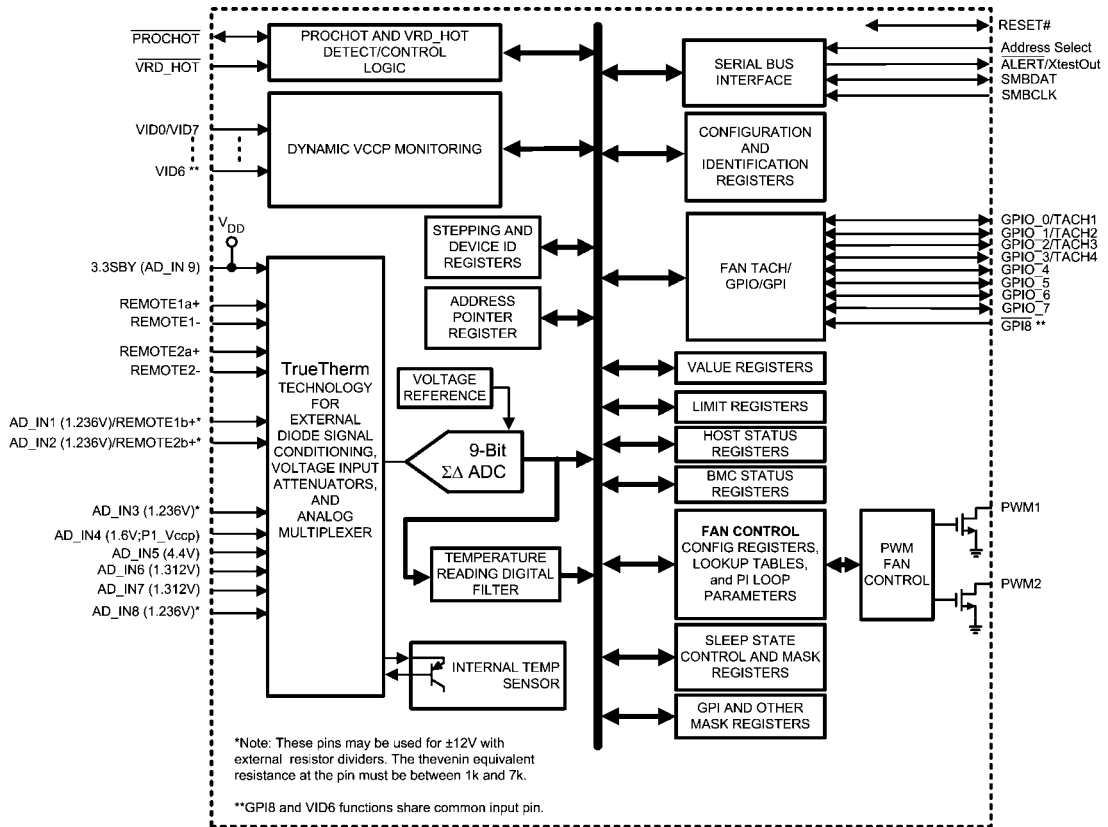 PROCHOT
VRD_HOT
PROCHOT AND VRD_HOT
DETECT/CONTROL
LOGIC
RESET#
Address Select
ALERT/XtestOut
SMBDAT
SMBCLK
SERIAL BUS
INTERFACE
VID0/VID7
VID6 **
DYNAMIC VCCP MONITORING
CONFIGURATION
AND
IDENTIFICATION
REGISTERS
VDD
3.3SBY (AD_IN 9)
STEPPING AND
DEVICE ID
REGISTERS
ADDRESS
POINTER
REGISTER
FAN TACH/
GPIO/GPI
GPIO_0/TACH1
GPIO_1/TACH2
GPIO_2/TACH3
GPIO_3/TACH4
GPIO_4
GPIO_5
GPIO_6
GPIO_7
GPI8 **
REMOTE1a+
REMOTE1-
REMOTE2a+
REMOTE2-
AD_IN1 (1.236V)/REMOTE1b+*
AD_IN2 (1.236V)/REMOTE2b+*
AD_IN3 (1.236V)*
AD_IN4 (1.6V;P1_Vccp)
AD_IN5 (4.4V)
AD_IN6 (1.312V)
AD_IN7 (1.312V)
AD_IN8 (1.236V)*
TrueTherm
TECHNOLOGY
FOR
EXTERNAL
DIODE SIGNAL
CONDITIONING,
VOLTAGE INPUT
ATTENUATORS,
AND
ANALOG
MULTIPLEXER
VOLTAGE
REFERENCE
9-Bit
ΣΔ ADC
TEMPERATURE
READING DIGITAL
FILTER
INTERNAL TEMP
SENSOR
VALUE REGISTERS
LIMIT REGISTERS
HOST STATUS
REGISTERS
BMC STATUS
REGISTERS
FAN CONTROL
CONFIG REGISTERS,
LOOKUP TABLES,
and PI LOOP
PARAMETERS
PWM
FAN
CONTROL
PWM1
PWM2
SLEEP STATE
CONTROL AND MASK
REGISTERS
GPI AND OTHER
MASK REGISTERS
*Note: These pins may be used for ±12V with
external resistor dividers. The thevenin equivalent
resistance at the pin must be between 1k and 7k.
**GPI8 and VID6 functions share common input pin.